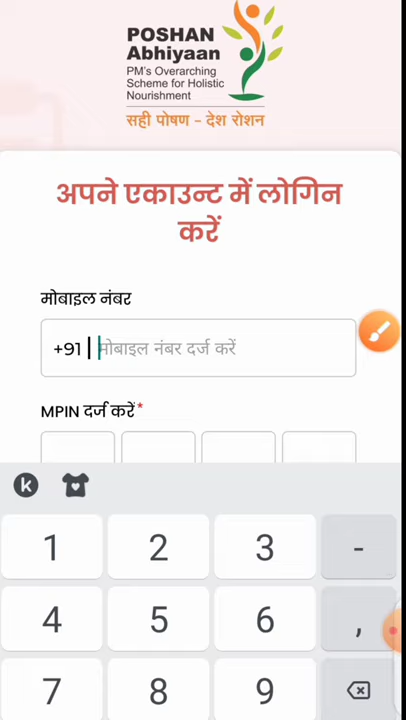 POSHAN
Abhiyaan
PM's Overarching
Scheme for Holistic
Nourishment
सही पोषण - देश रोशन
अपने एकाउन्ट में लोगिन
करें
मोबाइल नंबर
+91 मोबाइल नंबर दर्ज करें
MPIN दर्ज करें*
k
1 2 3 -
4 5 6 ,
7 8 9